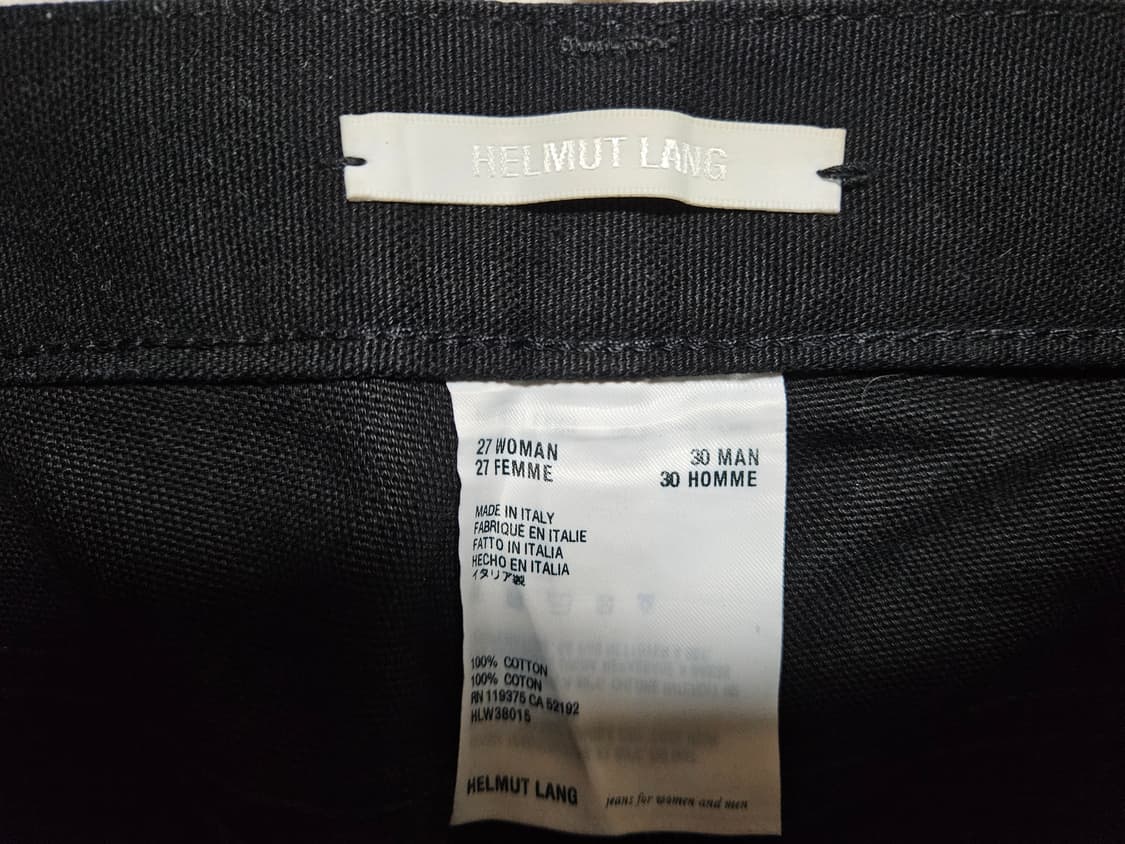 HELMUT LANG
27 WOMAN 30 MAN
27 FEMME 30 HOMME
MADE IN ITALY
FABRIQUE EN ITALIE
FATTO IN ITALIA
HECHO EN ITALIA
イタリア製
100% COTTON
100% COTON
RN 119375 CA 52192
HLW38015
HELMUT LANG jeans for women and men